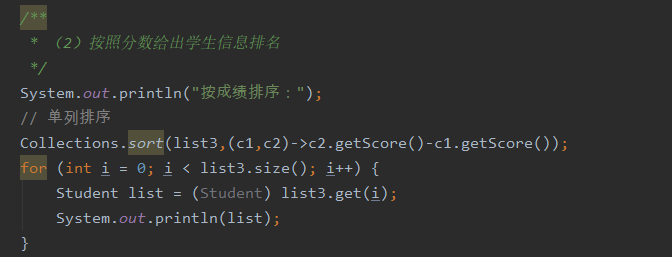 /**
 * （2）按照分数给出学生信息排名
 */
System.out.println("按成绩排序：");
// 单列排序
Collections.sort(list3,(c1,c2)->c2.getScore()-c1.getScore());
for (int i = 0; i < list3.size(); i++) {
    Student list = (Student) list3.get(i);
    System.out.println(list);
}